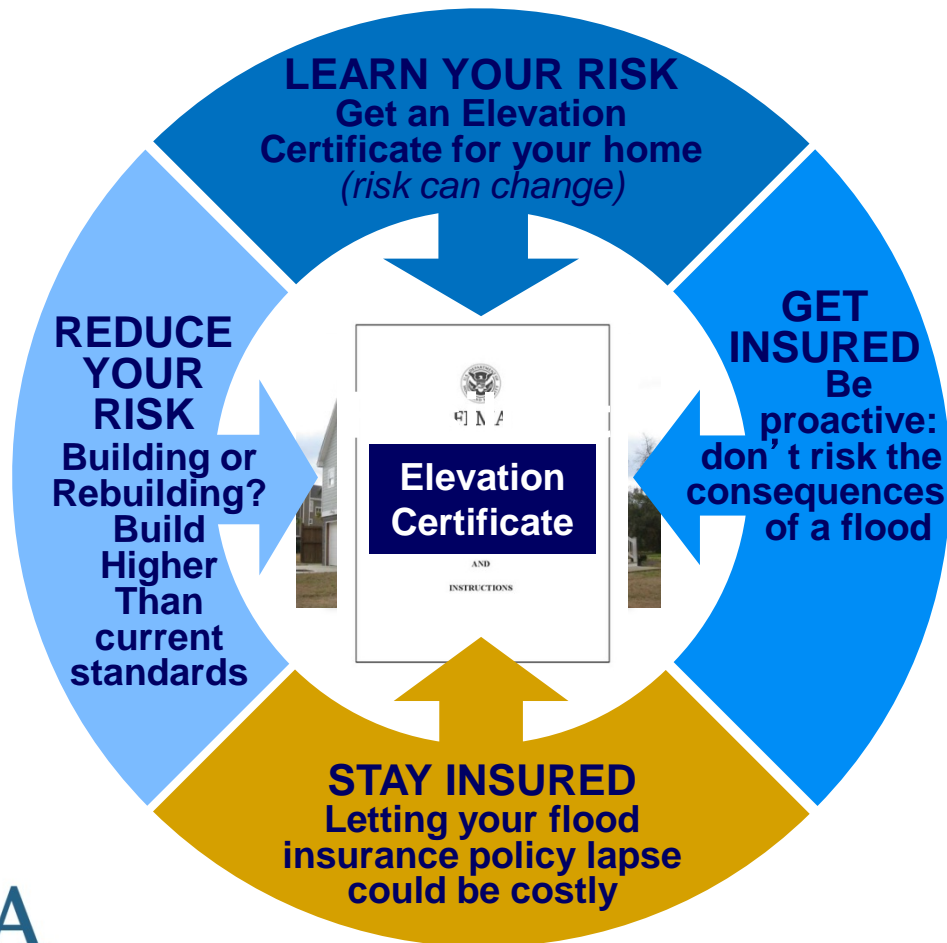 LEARN YOUR RISK
Get an Elevation
Certificate for your home
(risk can change)
GET
INSURED
Be
proactive:
don’t risk the
consequences
of a flood
REDUCE
YOUR
RISK
Building or
Rebuilding?
Build
Higher
Than
current
standards
Elevation
Certificate
AND
INSTRUCTIONS
STAY INSURED
Letting your flood
insurance policy lapse
could be costly
A